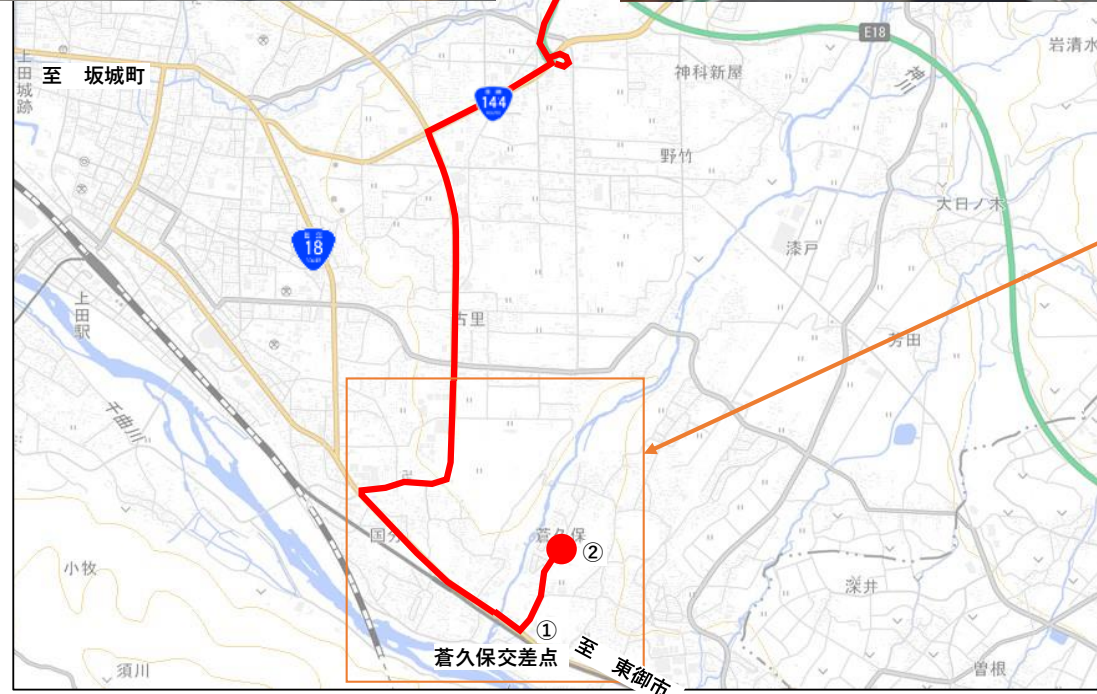 上田城跡
至 坂城町
144
E18
岩清水
神科新屋
神川
野竹
大日ノ木
18
漆戸
上田駅
古里
芳田
千曲川
国分
蒼久保
②
小牧
深井
①
蒼久保交差点
至 東御市
須川
曽根